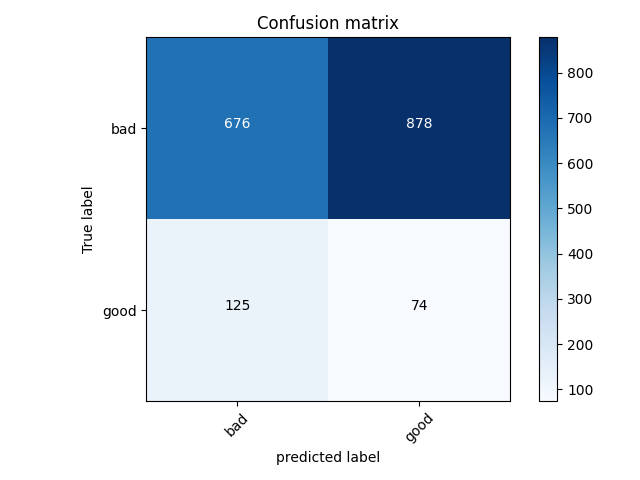 Confusion matrix
True label
bad
676
878
800
700
600
500
400
300
200
100
good
125
74
bad
good
predicted label